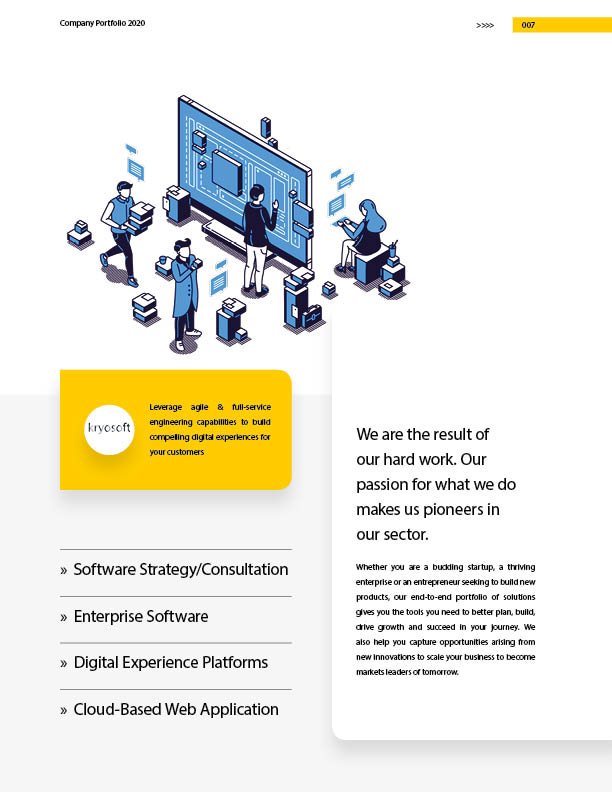 Company Portfolio 2020
>>>>
007
kryosoft
Leverage agile & full-service
engineering capabilities to build
compelling digital experiences for
your customers
» Software Strategy/Consultation
» Enterprise Software
» Digital Experience Platforms
» Cloud-Based Web Application
We are the result of
our hard work. Our
passion for what we do
makes us pioneers in
our sector.
Whether you are a budding startup, a thriving
enterprise or an entrepreneur seeking to build new
products, our end-to-end portfolio of solutions
gives you the tools you need to better plan, build,
drive growth and succeed in your journey. We
also help you capture opportunities arising from
new innovations to scale your business to become
markets leaders of tomorrow.